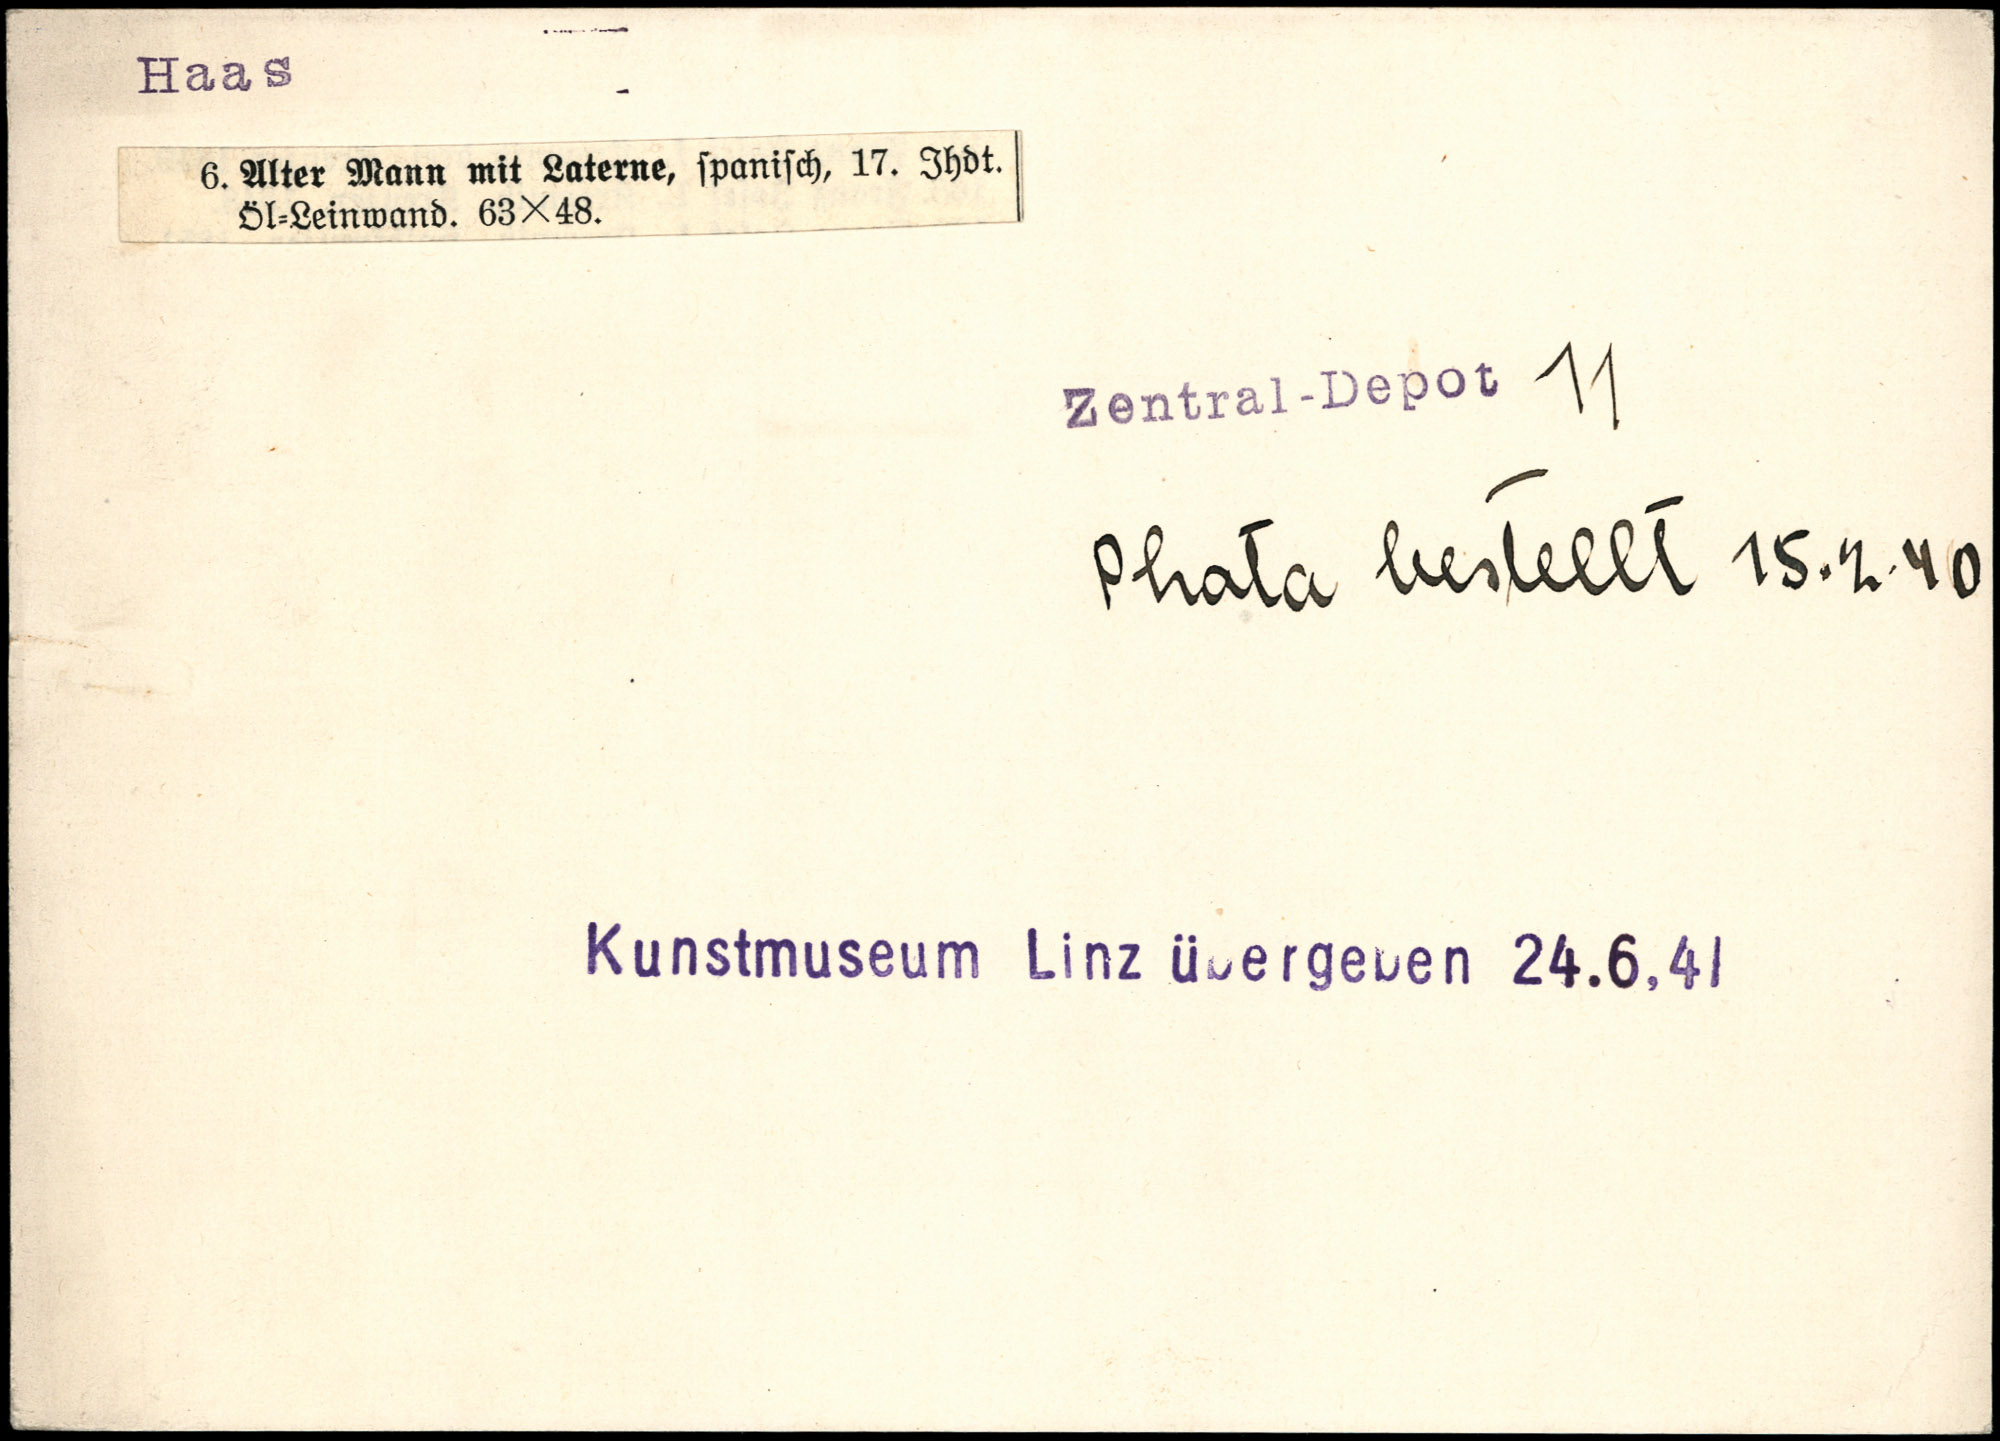 Haas
6. Alter Mann mit Laterne, spanisch, 17. Jhdt.
Öl-Leinwand. 63×48.
Zentral-Depot 11
Photo bestellt 15.2.40
Kunstmuseum Linz übergeben 24.6.41